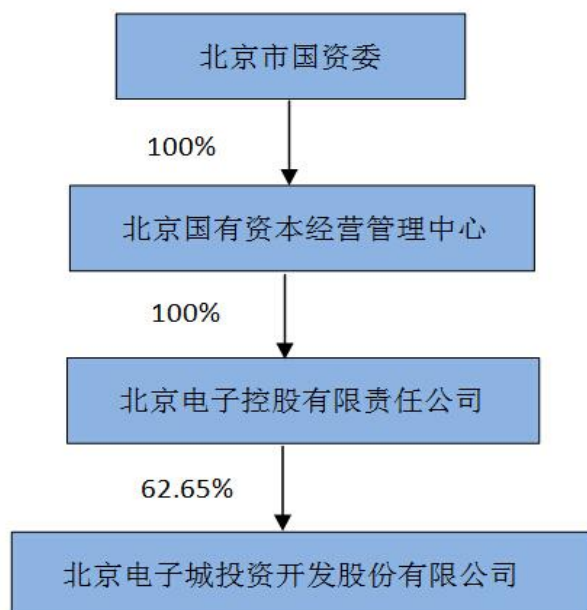 北京市国资委
100%
北京国有资本经营管理中心
100%
北京电子控股有限责任公司
62.65%
北京电子城投资开发股份有限公司